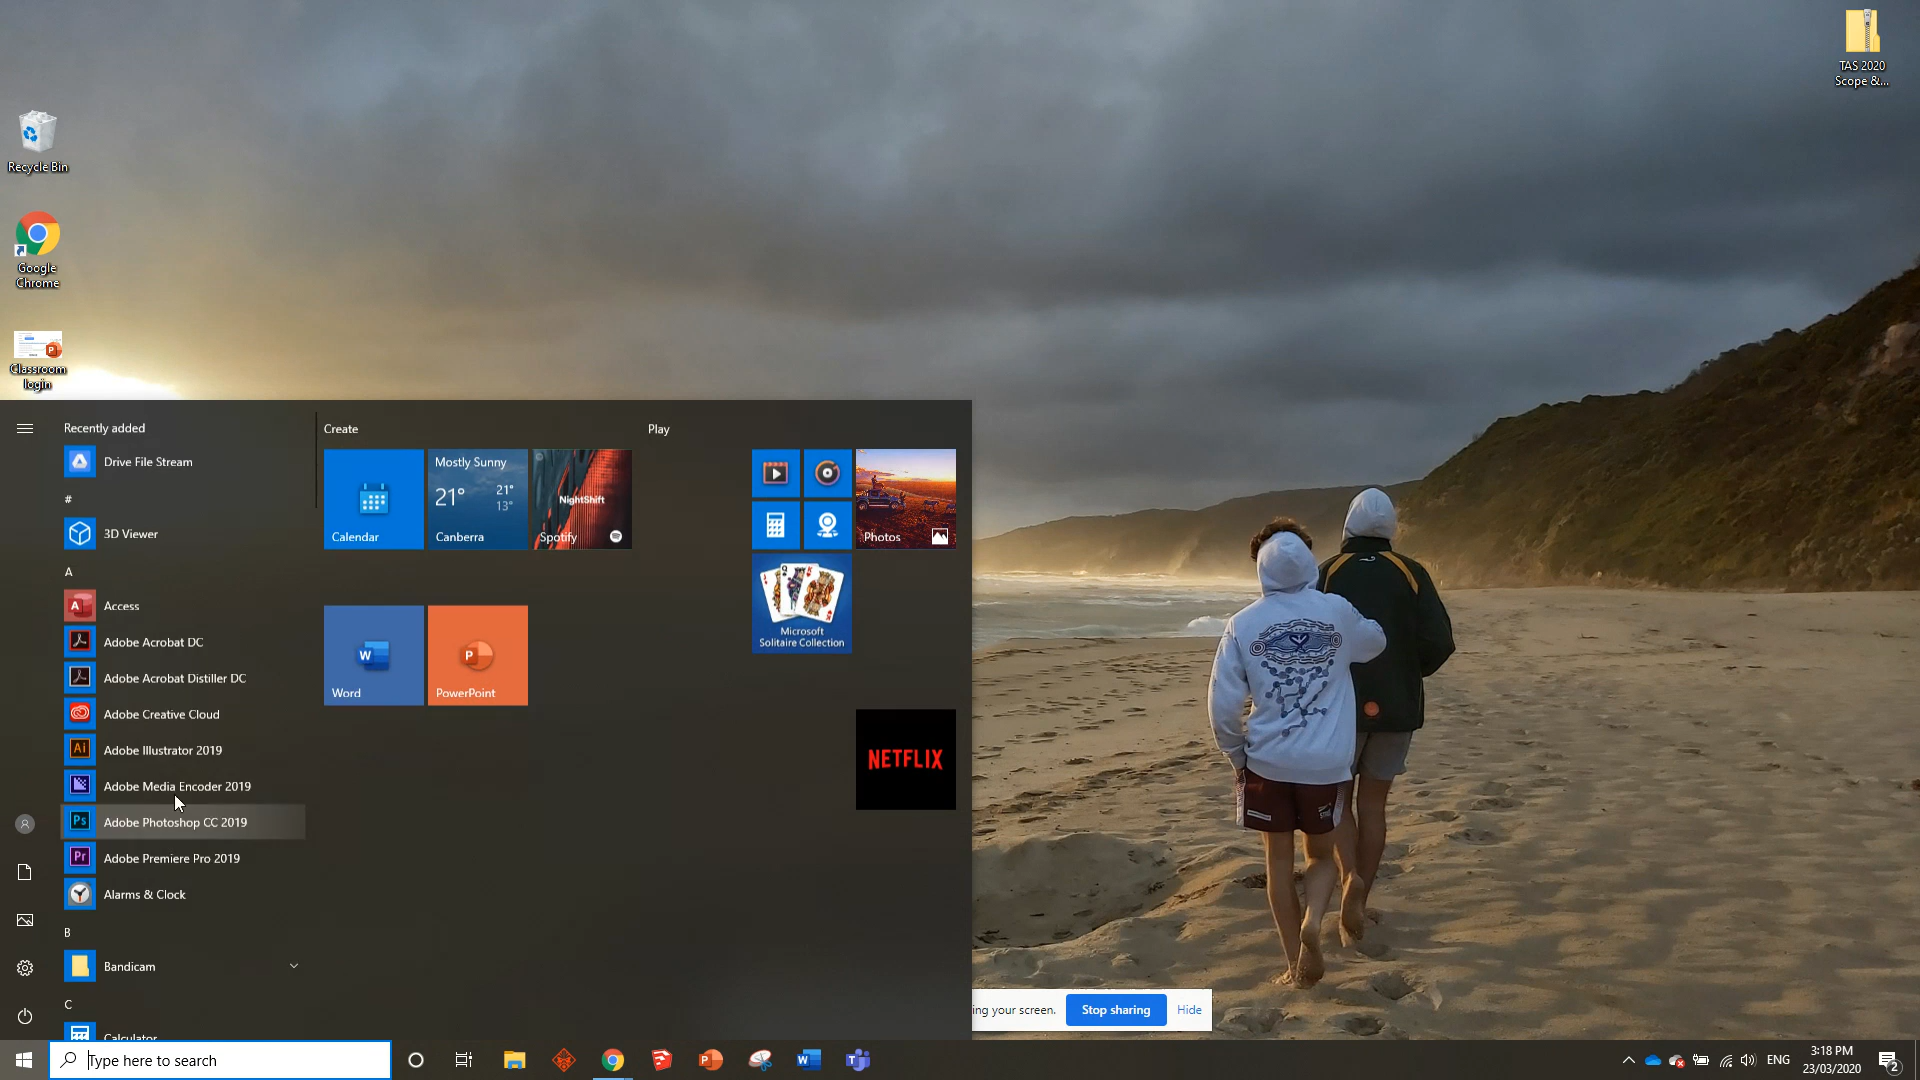 TAS 2020
Scope &...
Recycle Bin
Google
Chrome
Classroom
login
Recently added
Drive File Stream
#
3D Viewer
A
Access
Adobe Acrobat DC
Adobe Acrobat Distiller DC
Adobe Creative Cloud
Adobe Illustrator 2019
Adobe Media Encoder 2019
Adobe Photoshop CC 2019
Adobe Premiere Pro 2019
Alarms & Clock
B
Bandicam
C
Calculator
Create
Calendar
Mostly Sunny
21°
21°
13°
Canberra
NightShift
Spotify
Word
PowerPoint
Play
Photos
Microsoft
Solitaire Collection
NETFLIX
ing your screen.
Stop sharing
Hide
Type here to search
ENG
3:18 PM
23/03/2020
2